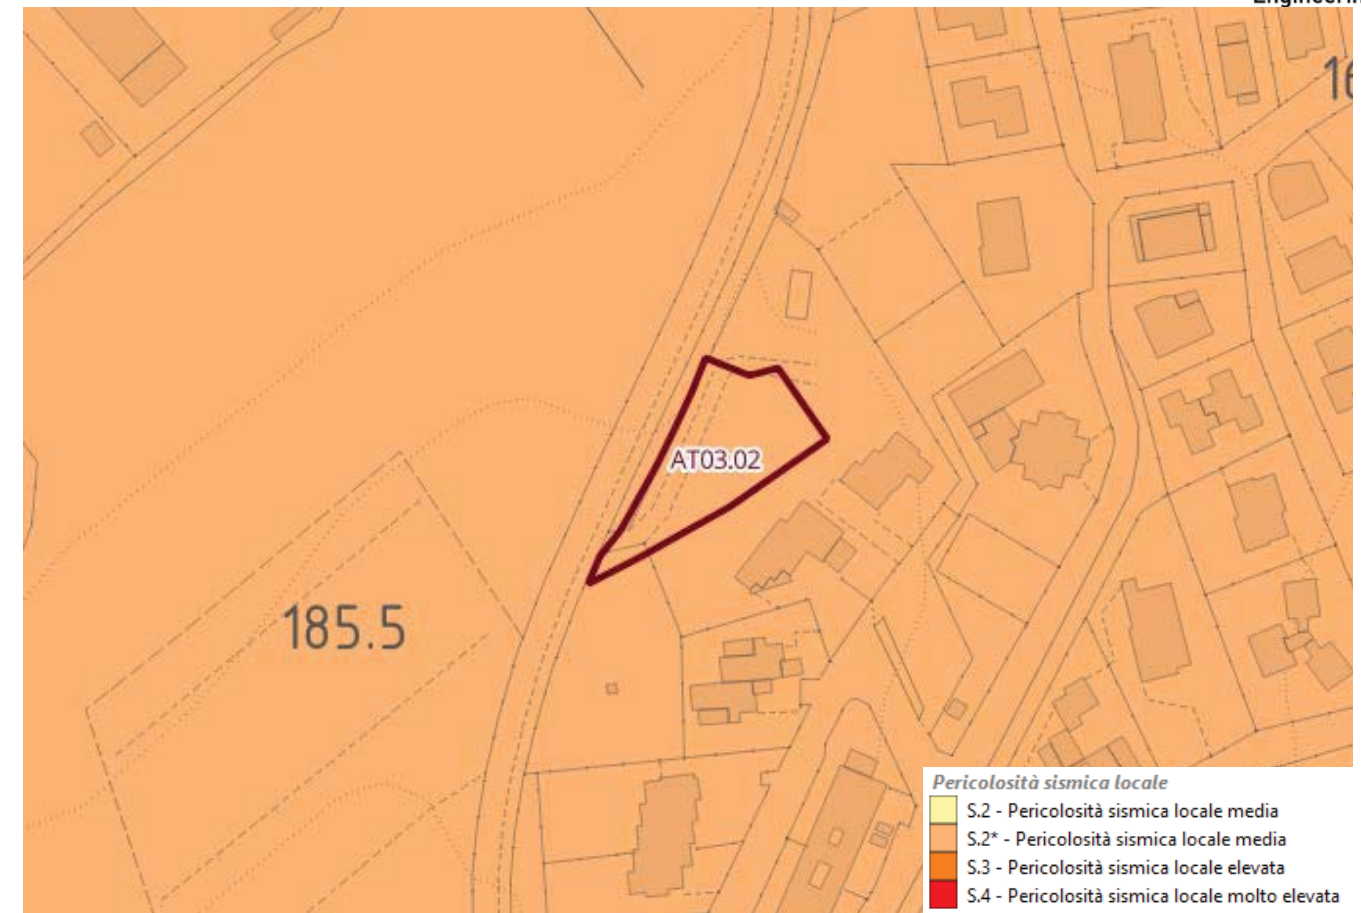 AT03.02
185.5
Pericolosità sismica locale
S.2 - Pericolosità sismica locale media
S.2* - Pericolosità sismica locale media
S.3 - Pericolosità sismica locale elevata
S.4 - Pericolosità sismica locale molto elevata